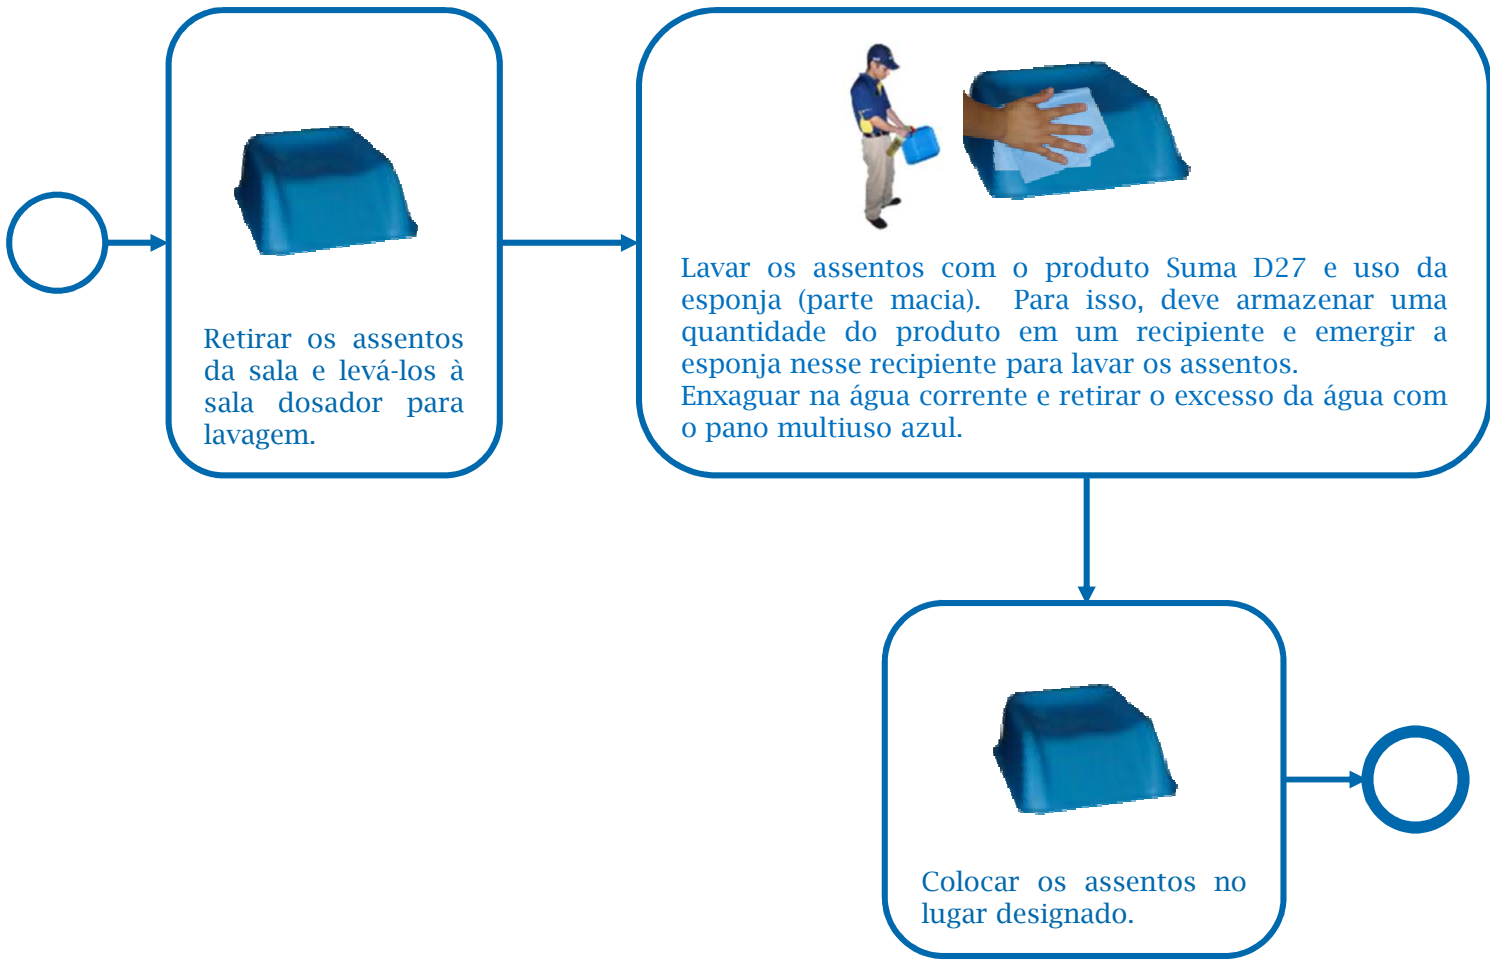 Retirar os assentos
da sala e levá-los à
sala dosador para
lavagem.
Lavar os assentos com o produto Suma D27 e uso da
esponja (parte macia). Para isso, deve armazenar uma
quantidade do produto em um recipiente e emergir a
esponja nesse recipiente para lavar os assentos.
Enxaguar na água corrente e retirar o excesso da água com
o pano multiuso azul.
Colocar os assentos no
lugar designado.